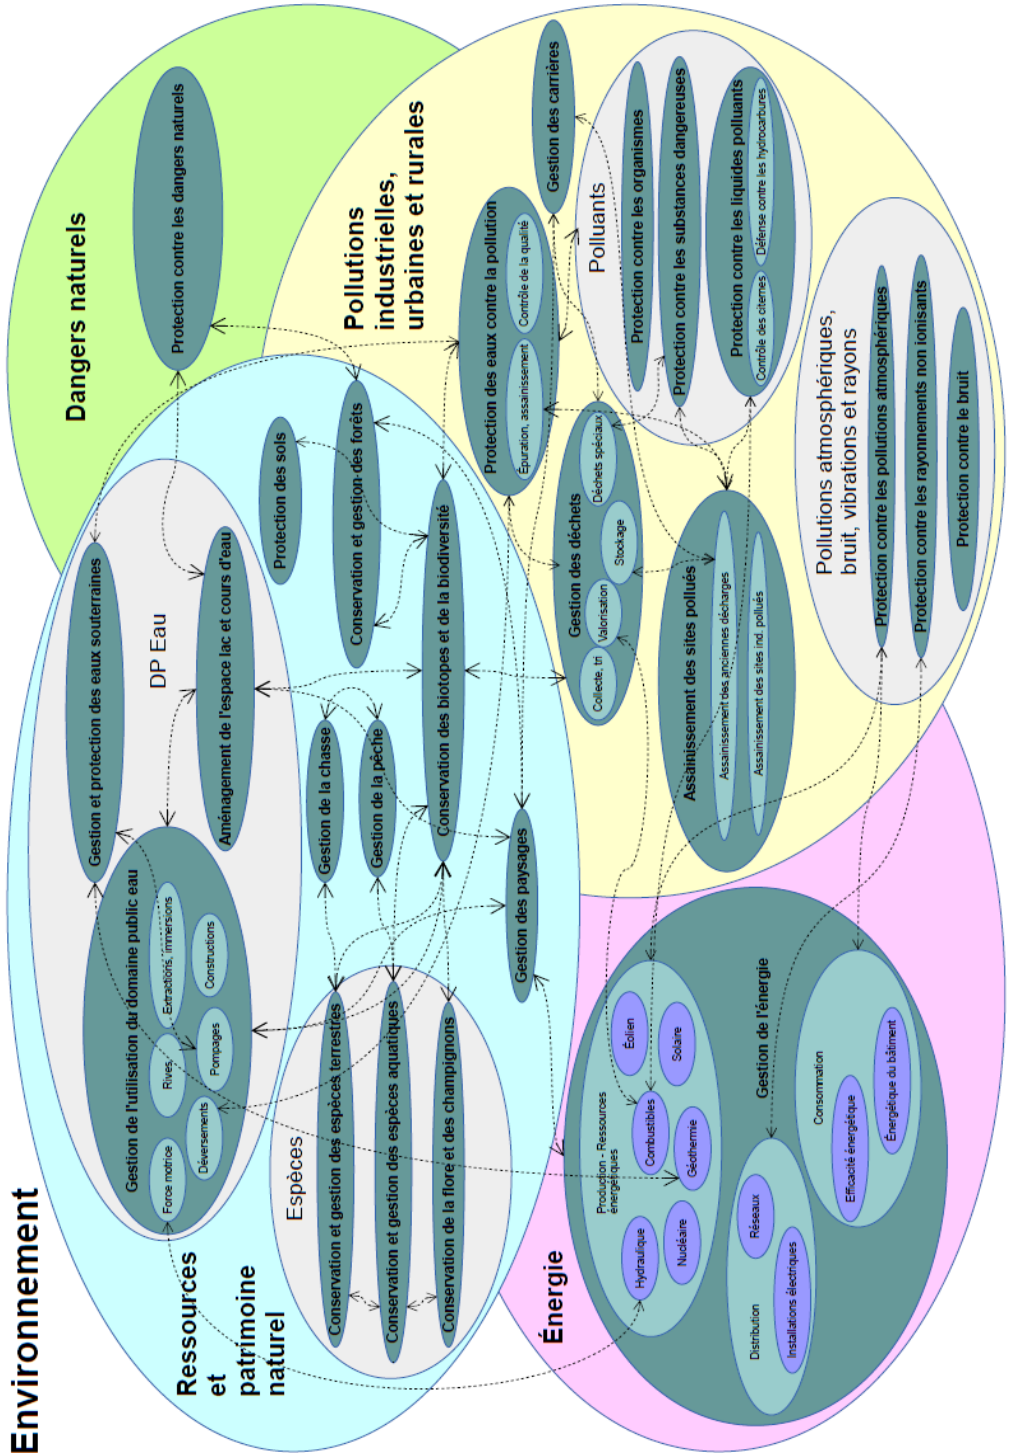 Environnement
Dangers naturels
Protection contre les dangers naturels
Ressources
et
patrimoine
naturel
DP Eau
Gestion et protection des eaux souterraines
Aménagement de l'espace lac et cours d'eau
Gestion de l'utilisation du domaine public eau
Force motrice
Rives,
Extractions, immersions
Déversements
Pompages
Constructions
Protection des sols
Conservation et gestion des forêts
Gestion de la chasse
Gestion de la pêche
Conservation des biotopes et de la biodiversité
Gestion des paysages
Espèces
Conservation et gestion des espèces terrestres
Conservation et gestion des espèces aquatiques
Conservation de la flore et des champignons
Pollutions
industrielles,
urbaines et rurales
Gestion des carrières
Protection des eaux contre la pollution
Épuration, assainissement
Contrôle de la qualité
Polluants
Protection contre les organismes
Protection contre les substances dangereuses
Protection contre les liquides polluants
Contrôle des citernes
Défense contre les hydrocarbures
Gestion des déchets
Collecte, tri
Valorisation
Stockage
Déchets spéciaux
Assainissement des sites pollués
Assainissement des anciennes décharges
Assainissement des sites ind. pollués
Pollutions atmosphériques,
bruit, vibrations et rayons
Protection contre les pollutions atmosphériques
Protection contre les rayonnements non ionisants
Protection contre le bruit
Énergie
Gestion de l'énergie
Production - Ressources
énergétiques
Hydraulique
Combustibles
Éolien
Nucléaire
Géothermie
Solaire
Distribution
Réseaux
Installations électriques
Consommation
Efficacité énergétique
Énergétique du bâtiment